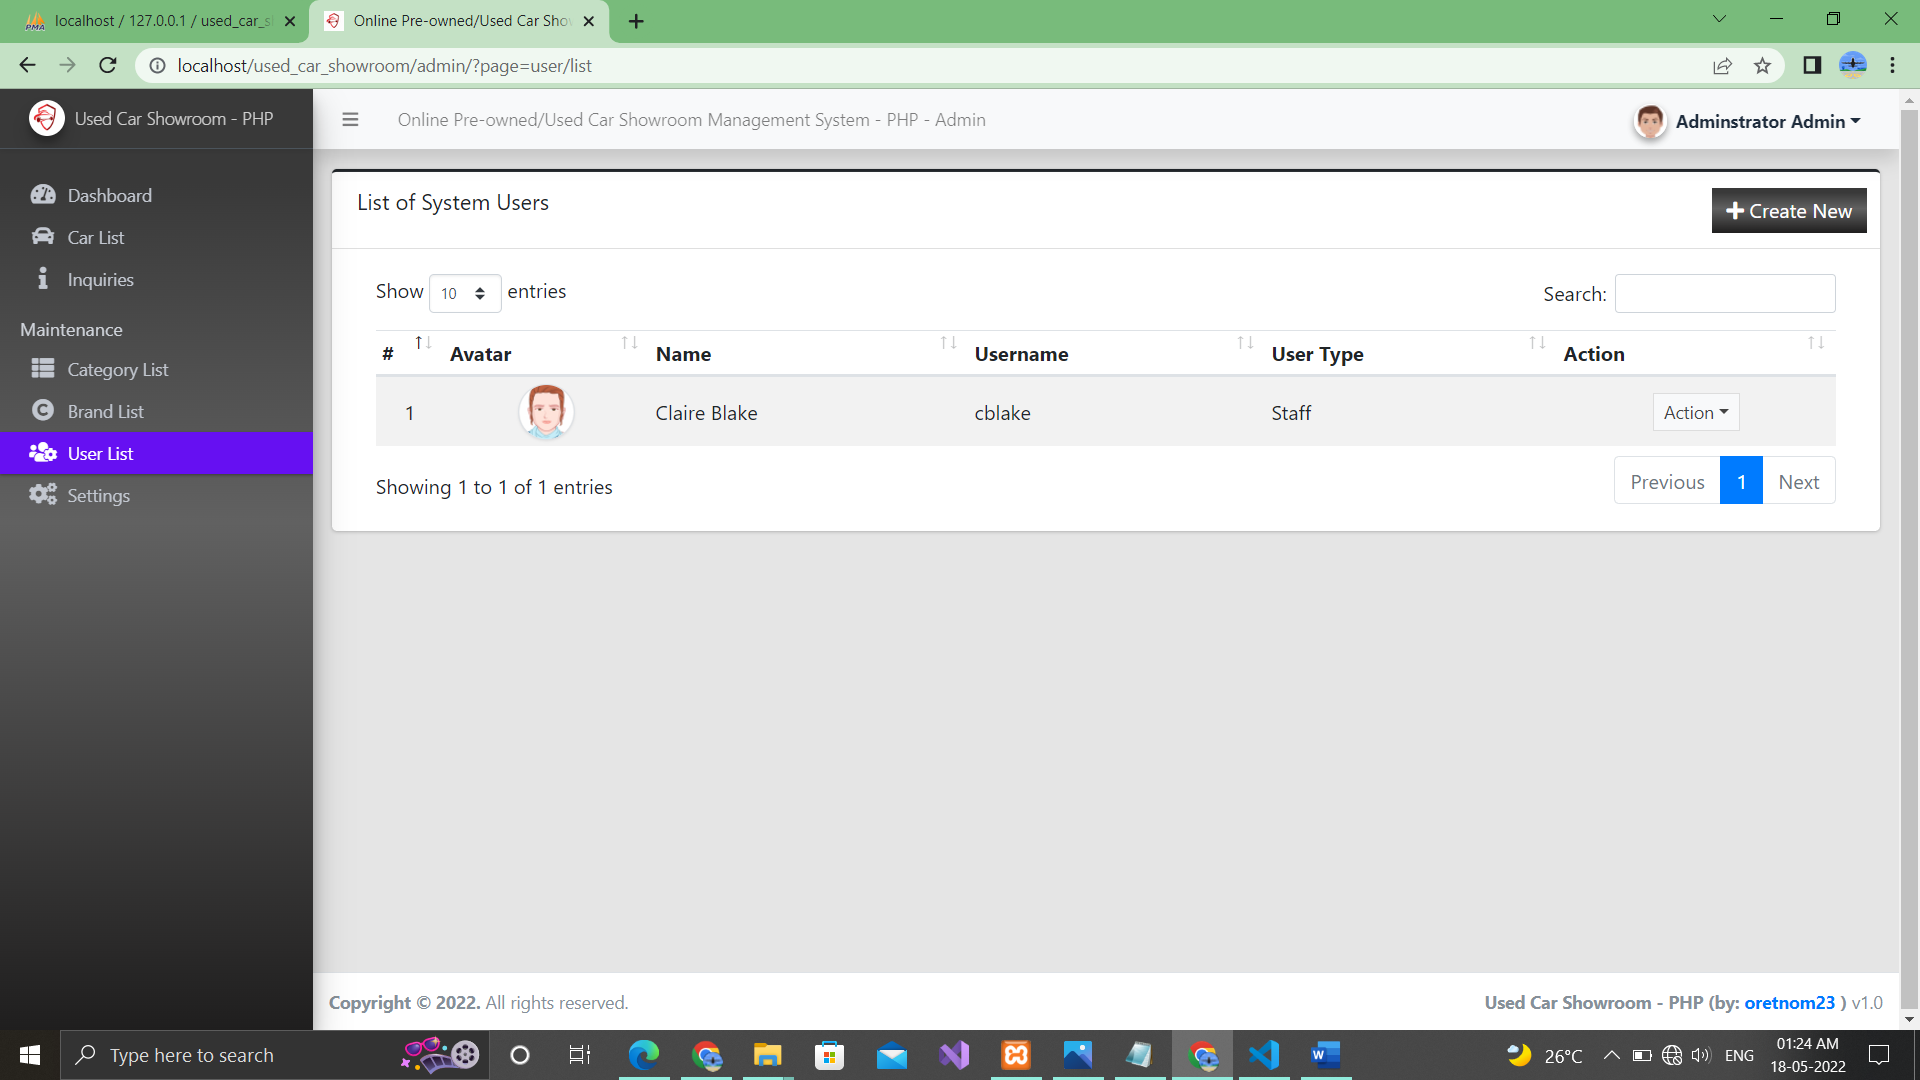 localhost / 127.0.0.1 / used_car_s
Online Pre-owned/Used Car Sho
localhost/used_car_showroom/admin/?page=user/list
Used Car Showroom - PHP
Online Pre-owned/Used Car Showroom Management System - PHP - Admin
Adminstrator Admin
Dashboard
Car List
Inquiries
Maintenance
Category List
Brand List
User List
Settings
List of System Users
Create New
Show 10 entries
Search:
# Avatar Name Username User Type Action
1 Claire Blake cblake Staff Action
Showing 1 to 1 of 1 entries
Previous 1 Next
Copyright © 2022. All rights reserved.
Used Car Showroom - PHP (by: oretnom23 ) v1.0
Type here to search
26°C
ENG
01:24 AM
18-05-2022